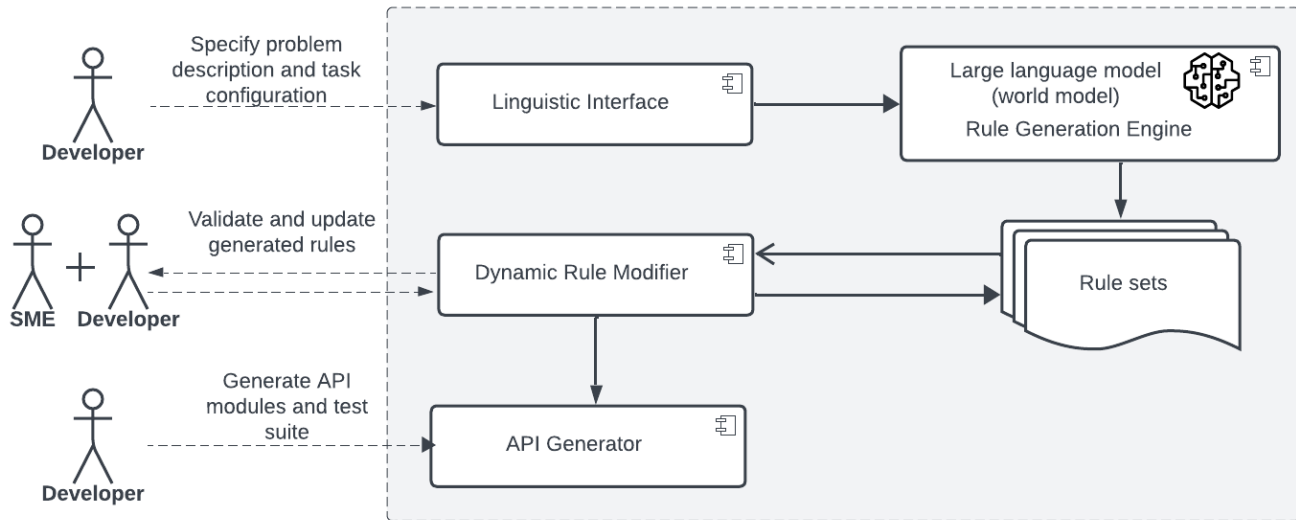 Specify problem
description and task
configuration
Developer
Linguistic Interface
Large language model
(world model)
Rule Generation Engine
Validate and update
generated rules
SME
+
Developer
Dynamic Rule Modifier
Rule sets
Generate API
modules and test
suite
Developer
API Generator